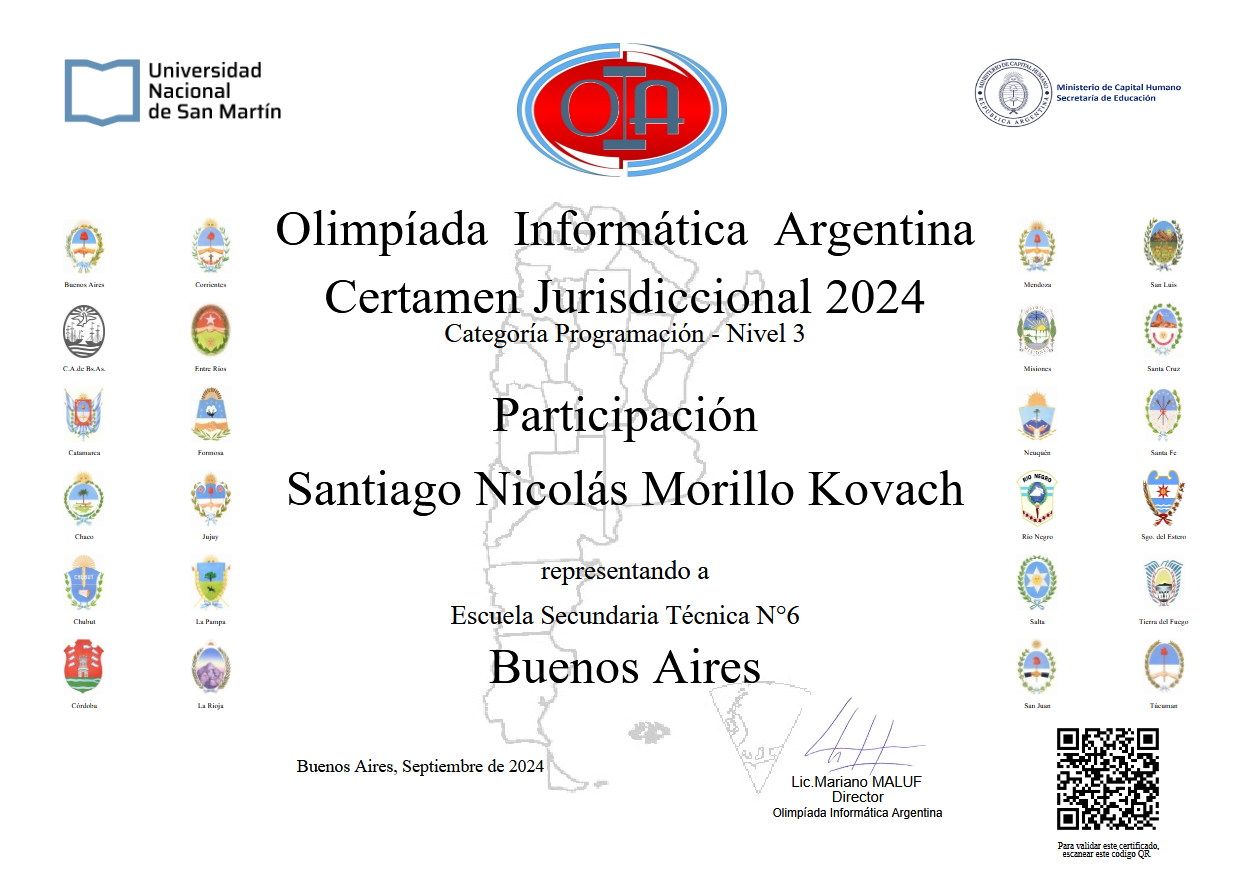 Universidad
Nacional
de San Martín
OIA
MINISTERIO DE CAPITAL HUMANO
REPÚBLICA ARGENTINA
Ministerio de Capital Humano
Secretaría de Educación
Olimpíada Informática Argentina
Certamen Jurisdiccional 2024
Categoría Programación - Nivel 3
Participación
Santiago Nicolás Morillo Kovach
representando a
Escuela Secundaria Técnica N°6
Buenos Aires
Buenos Aires
Corrientes
C.A.de Bs.As.
Entre Ríos
Catamarca
Formosa
Chaco
Jujuy
CHUBUT
Chubut
La Pampa
Córdoba
La Rioja
Mendoza
San Luis
Misiones
Santa Cruz
Neuquén
Santa Fe
RIO NEGRO
Río Negro
Sgo. del Estero
Salta
Tierra del Fuego
San Juan
Túcuman
Buenos Aires, Septiembre de 2024
Lic.Mariano MALUF
Director
Olimpíada Informática Argentina
Para validar este certificado,
escanear este código QR